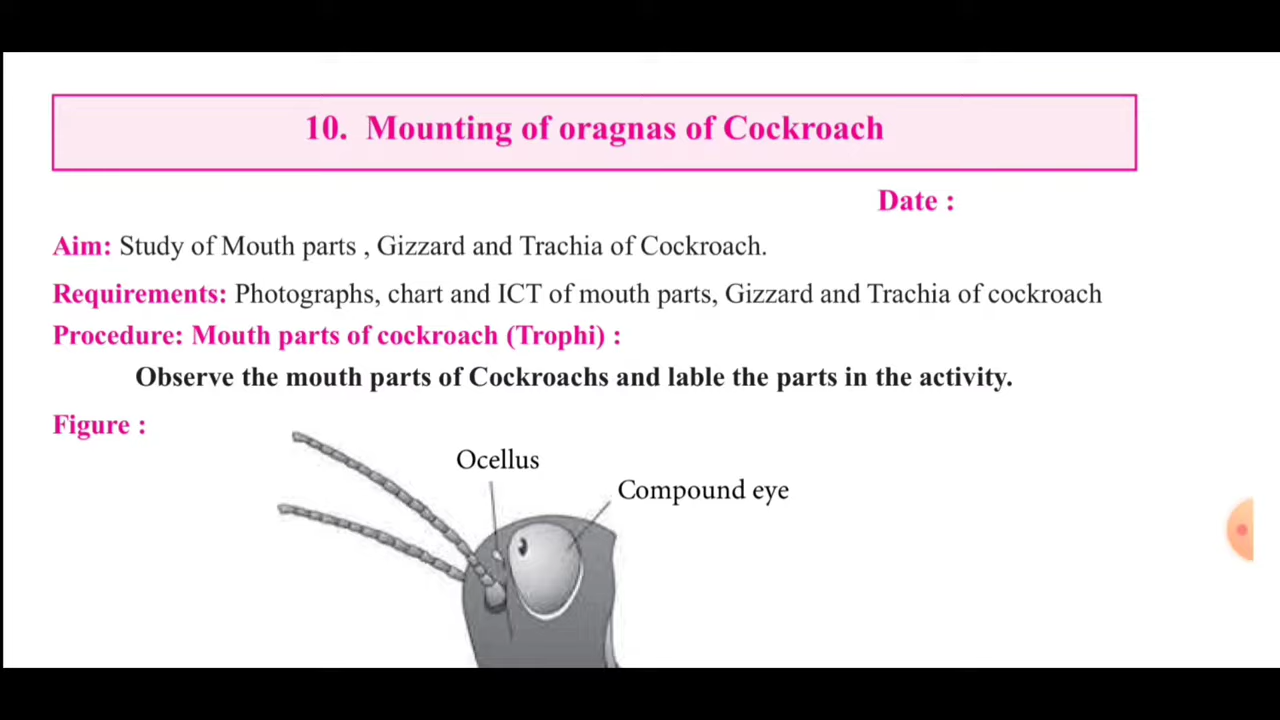 10. Mounting of oragnas of Cockroach
Date :
Aim: Study of Mouth parts , Gizzard and Trachia of Cockroach.
Requirements: Photographs, chart and ICT of mouth parts, Gizzard and Trachia of cockroach
Procedure: Mouth parts of cockroach (Trophi) :
Observe the mouth parts of Cockroachs and lable the parts in the activity.
Figure :
Ocellus
Compound eye